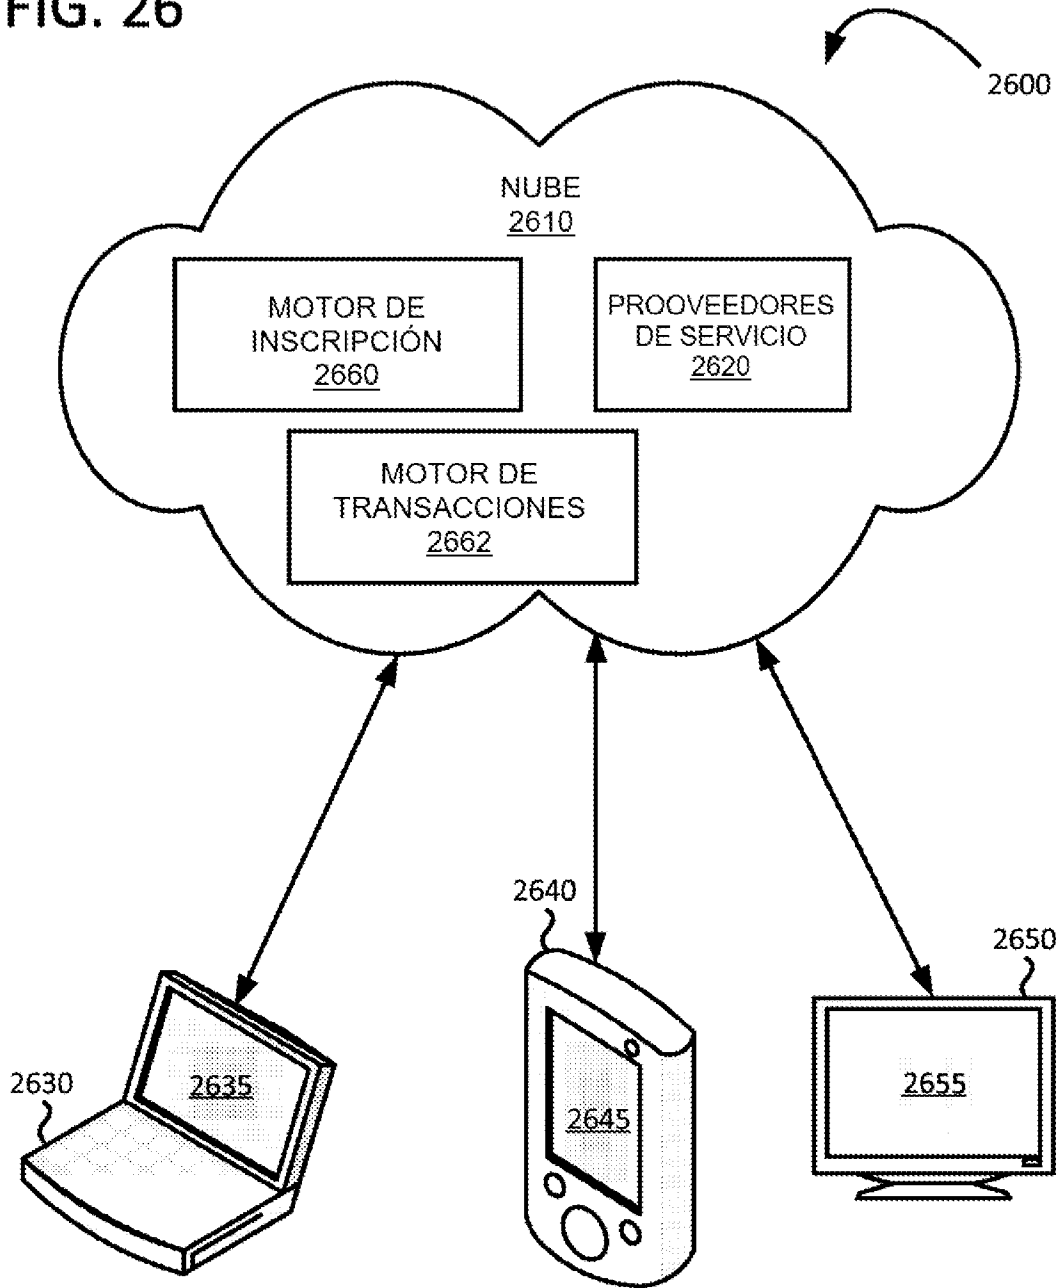 FIG. 26
2600
NUBE
2610
MOTOR DE
INSCRIPCIÓN
2660
PROOVEEDORES
DE SERVICIO
2620
MOTOR DE
TRANSACCIONES
2662
2640
2650
2630
2635
2645
2655